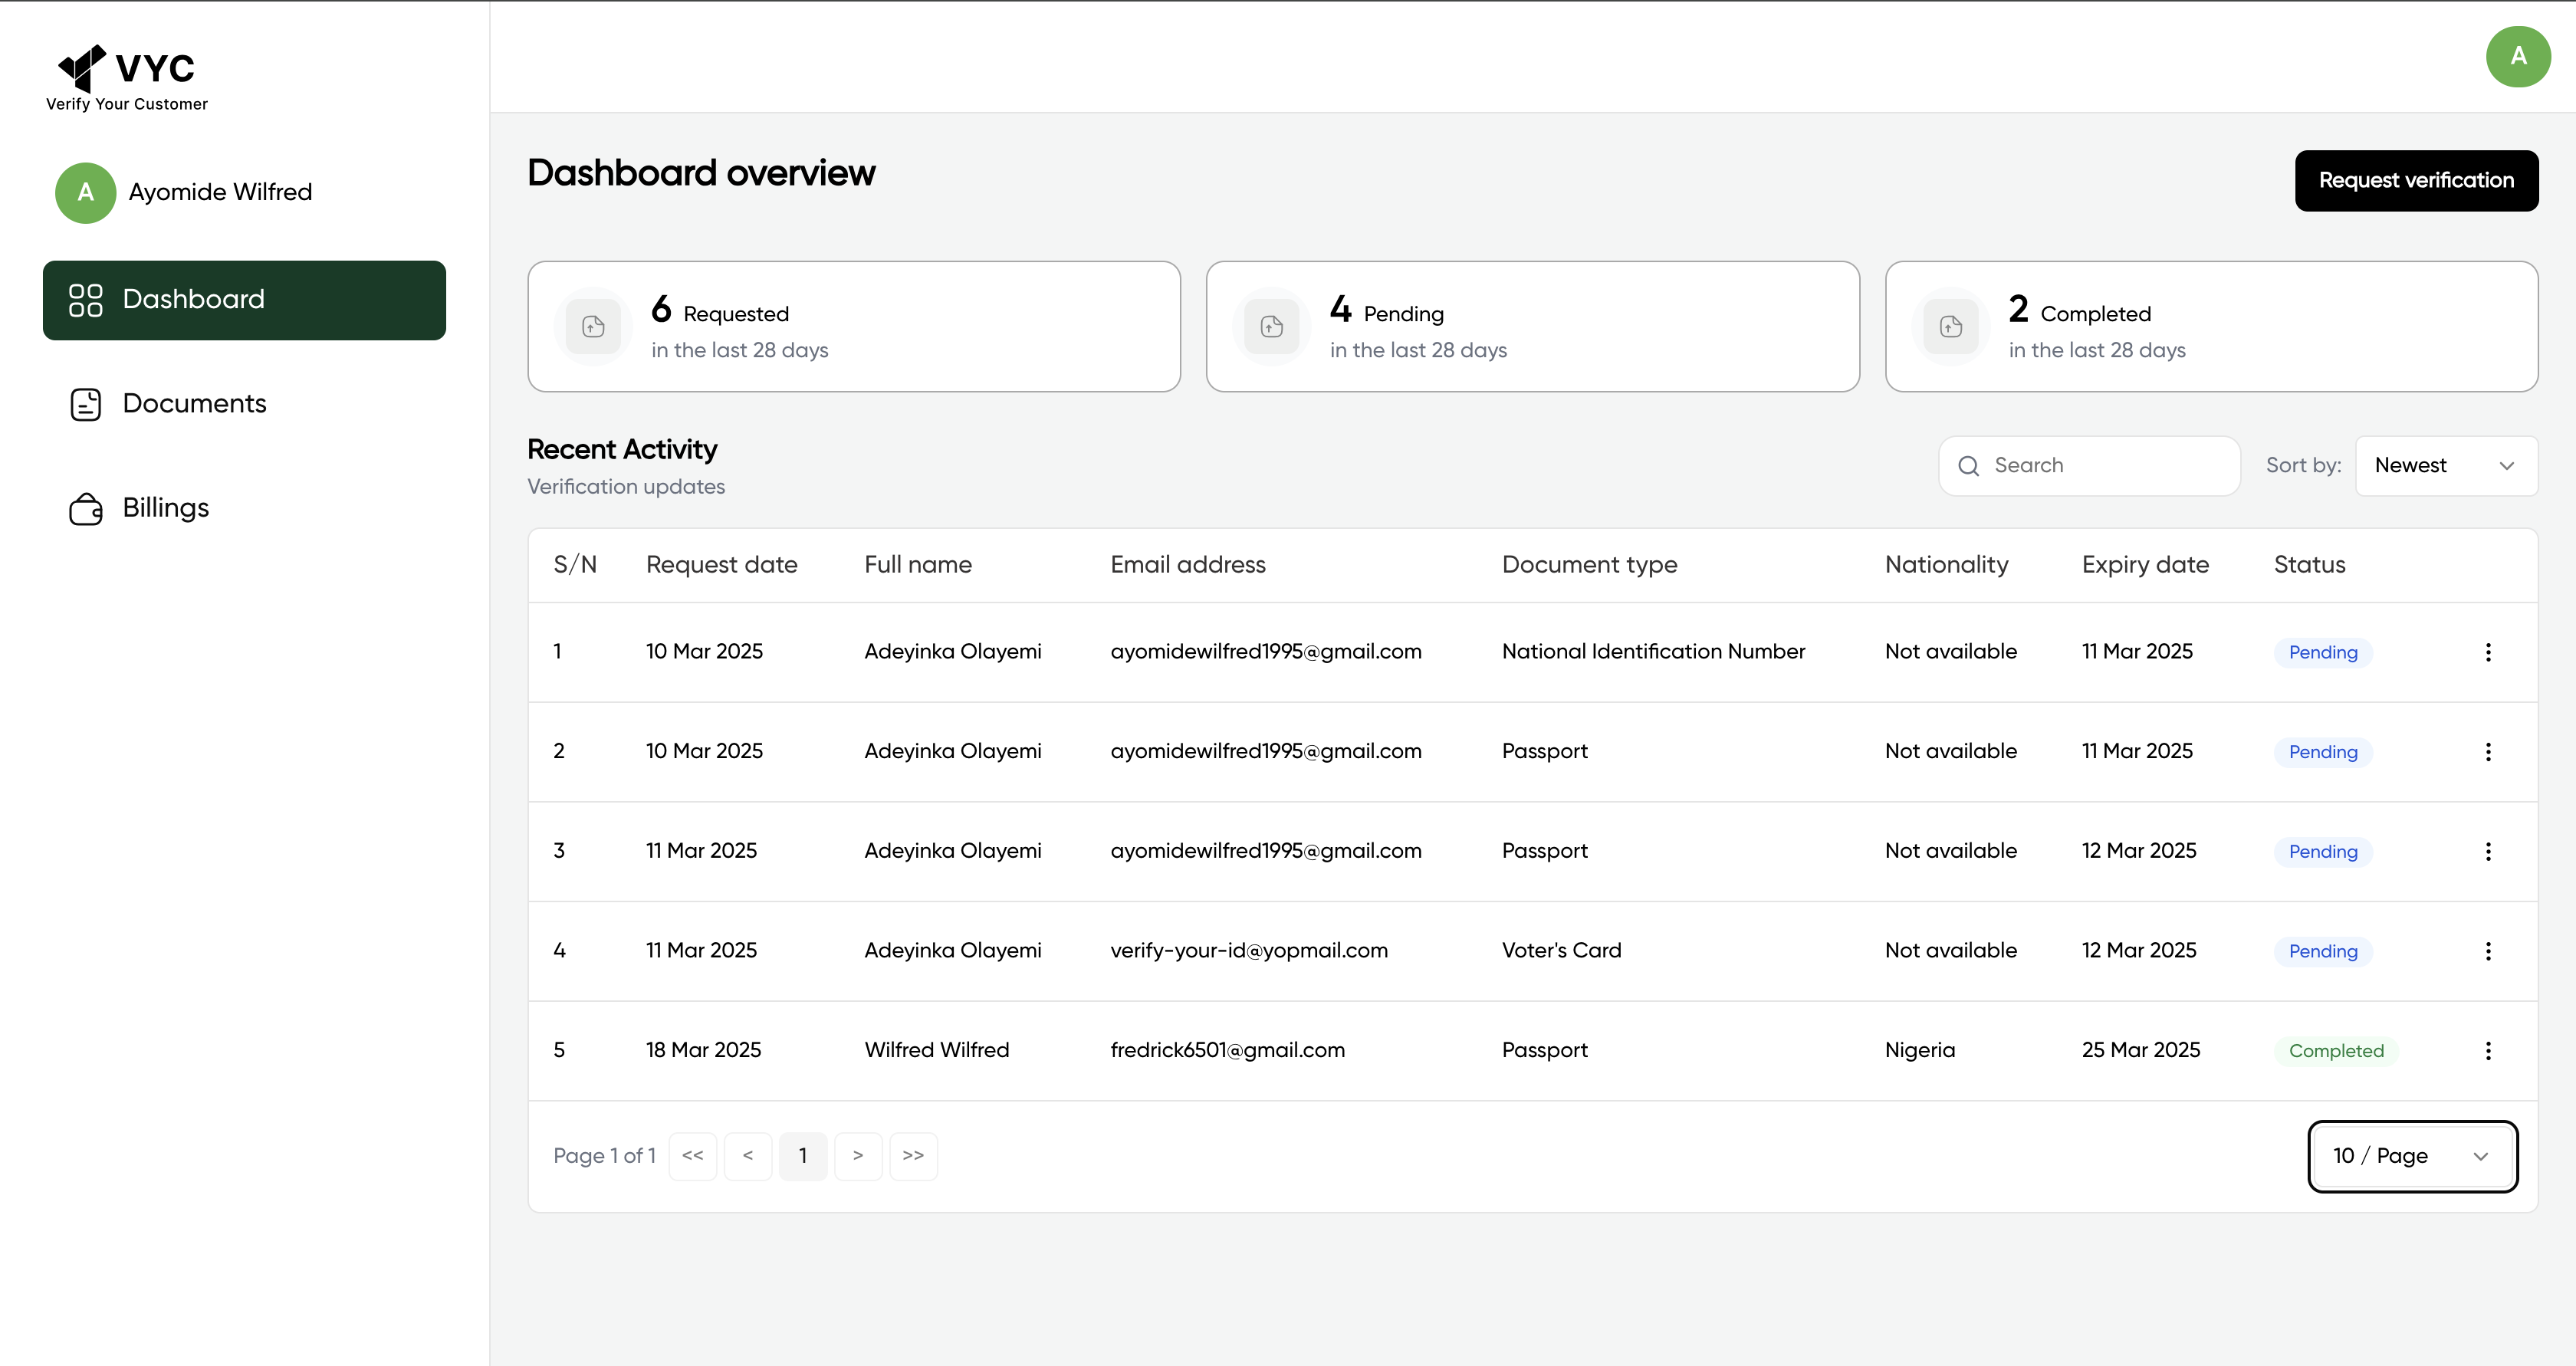 VYC
Verify Your Customer
A
A Ayomide Wilfred
Dashboard
Documents
Billings
Dashboard overview
Request verification
6 Requested
in the last 28 days
4 Pending
in the last 28 days
2 Completed
in the last 28 days
Recent Activity
Verification updates
Search
Sort by: Newest
S/N Request date Full name Email address Document type Nationality Expiry date Status
1 10 Mar 2025 Adeyinka Olayemi ayomidewilfred1995@gmail.com National Identification Number Not available 11 Mar 2025 Pending
2 10 Mar 2025 Adeyinka Olayemi ayomidewilfred1995@gmail.com Passport Not available 11 Mar 2025 Pending
3 11 Mar 2025 Adeyinka Olayemi ayomidewilfred1995@gmail.com Passport Not available 12 Mar 2025 Pending
4 11 Mar 2025 Adeyinka Olayemi verify-your-id@yopmail.com Voter's Card Not available 12 Mar 2025 Pending
5 18 Mar 2025 Wilfred Wilfred fredrick6501@gmail.com Passport Nigeria 25 Mar 2025 Completed
Page 1 of 1 << < 1 > >> 10 / Page